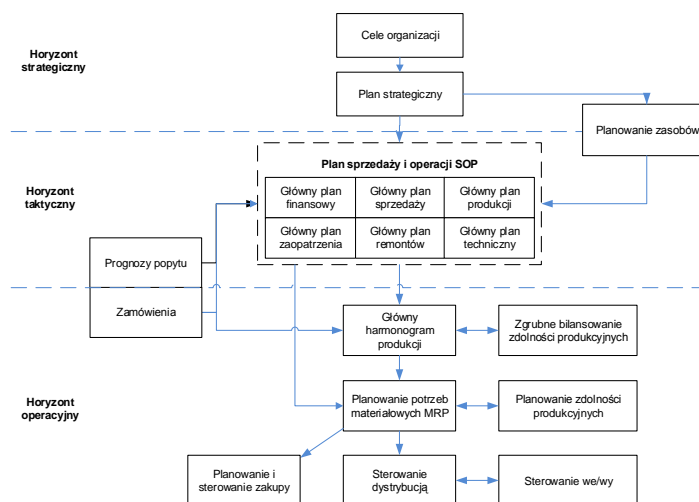 Cele organizacji
Horyzont
strategiczny
Plan strategiczny
Planowanie zasobów
Plan sprzedaży i operacji SOP
Horyzont
taktyczny
Główny plan
finansowy
Główny plan
sprzedaży
Główny plan
produkcji
Główny plan
zaopatrzenia
Główny plan
remontów
Główny plan
techniczny
Prognozy popytu
Zamówienia
Główny
harmonogram
produkcji
Zgrubne bilansowanie
zdolności produkcyjnych
Horyzont
operacyjny
Planowanie potrzeb
materiałowych MRP
Planowanie zdolności
produkcyjnych
Planowanie i
sterowanie zakupy
Sterowanie
dystrybucją
Sterowanie we/wy